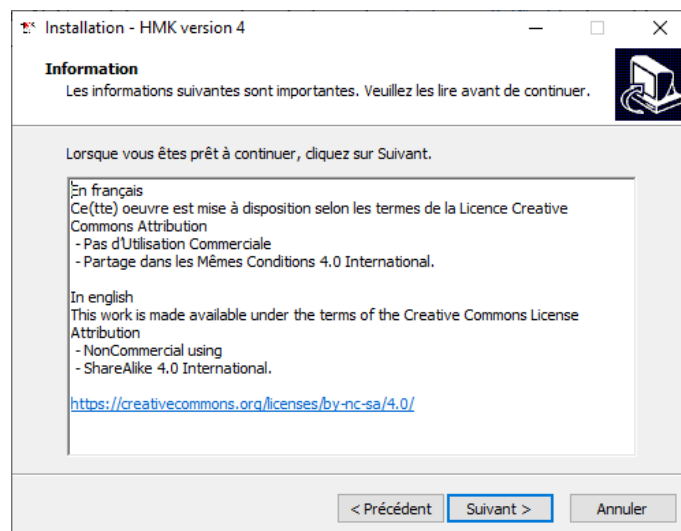 Installation - HMK version 4
Information
Les informations suivantes sont importantes. Veuillez les lire avant de continuer.
Lorsque vous êtes prêt à continuer, cliquez sur Suivant.
En français
Ce(tte) oeuvre est mise à disposition selon les termes de la Licence Creative
Commons Attribution
- Pas d'Utilisation Commerciale
- Partage dans les Mêmes Conditions 4.0 International.
In english
This work is made available under the terms of the Creative Commons License
Attribution
- NonCommercial using
- ShareAlike 4.0 International.
https://creativecommons.org/licenses/by-nc-sa/4.0/
< Précédent Suivant > Annuler